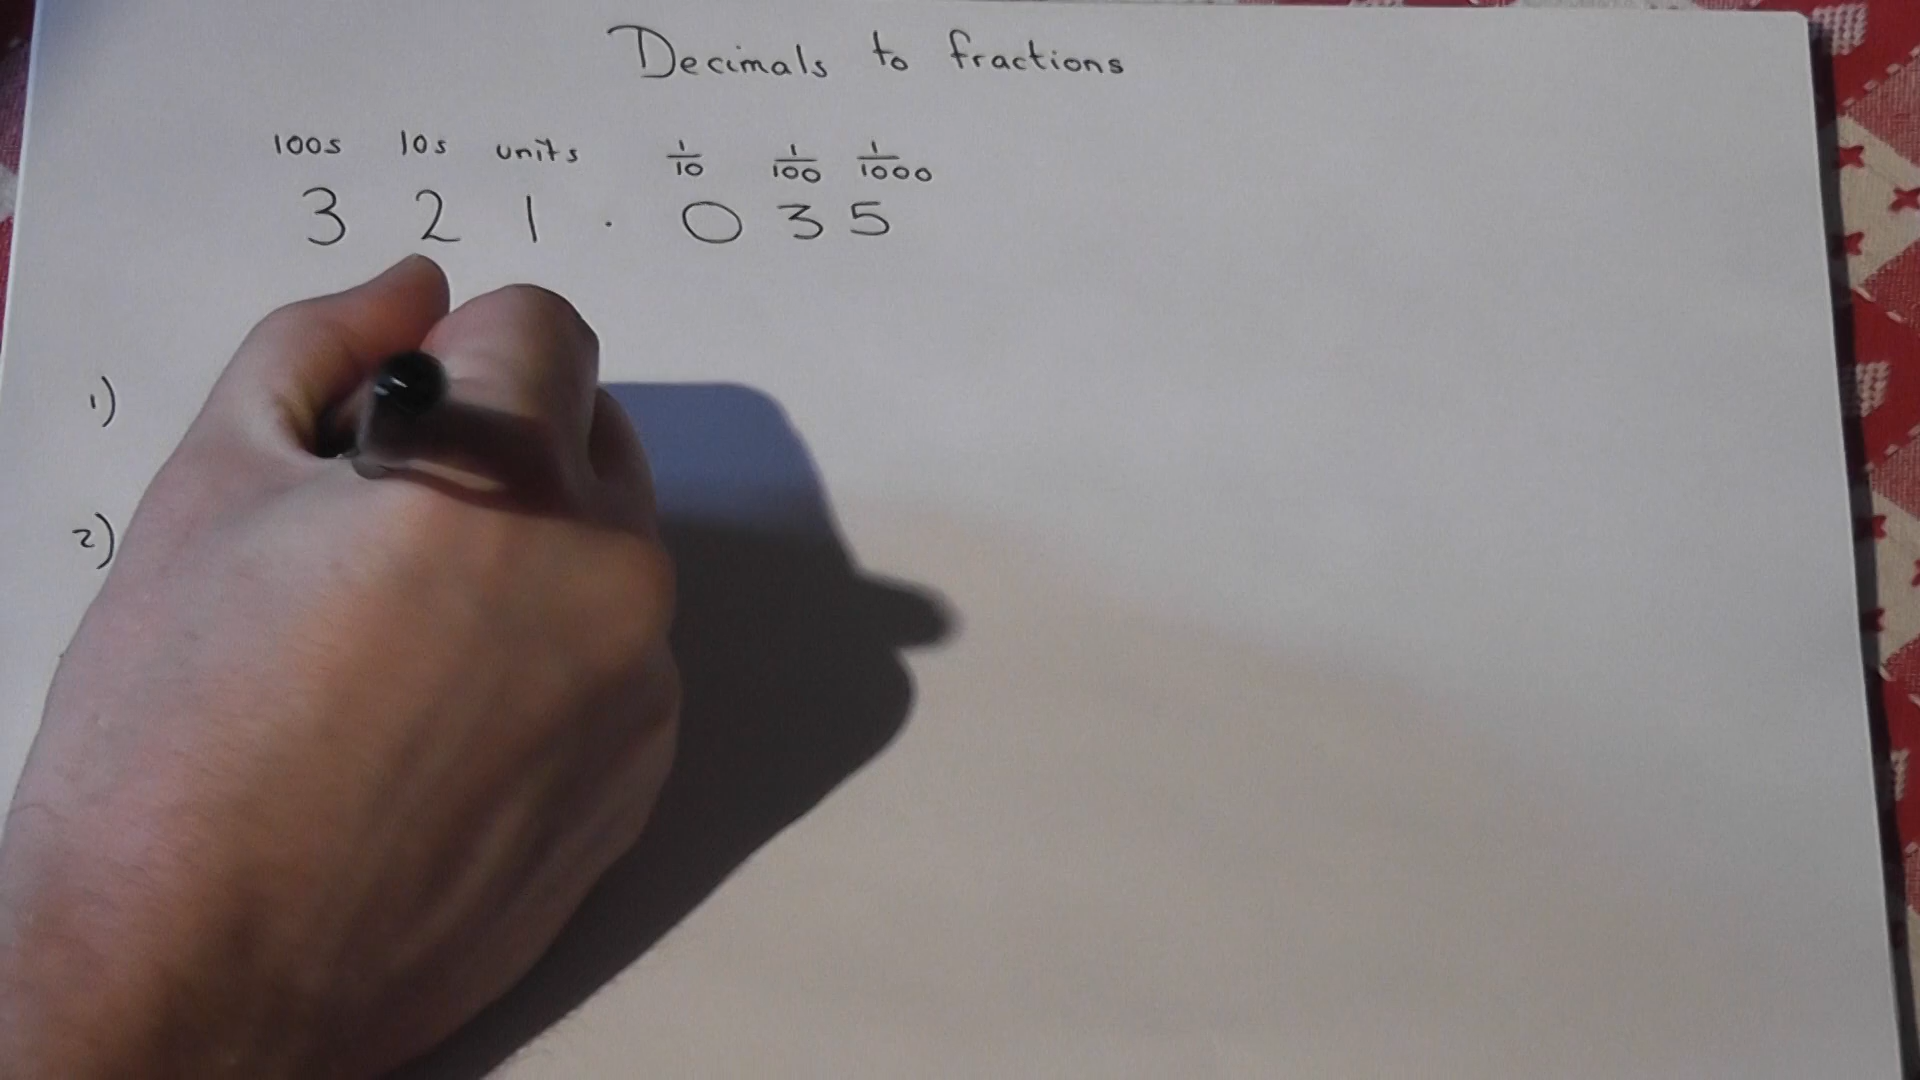 Decimals to fractions
100s 10s units 1/10 1/100 1/1000
3 2 1 . 0 3 5
1)
2)